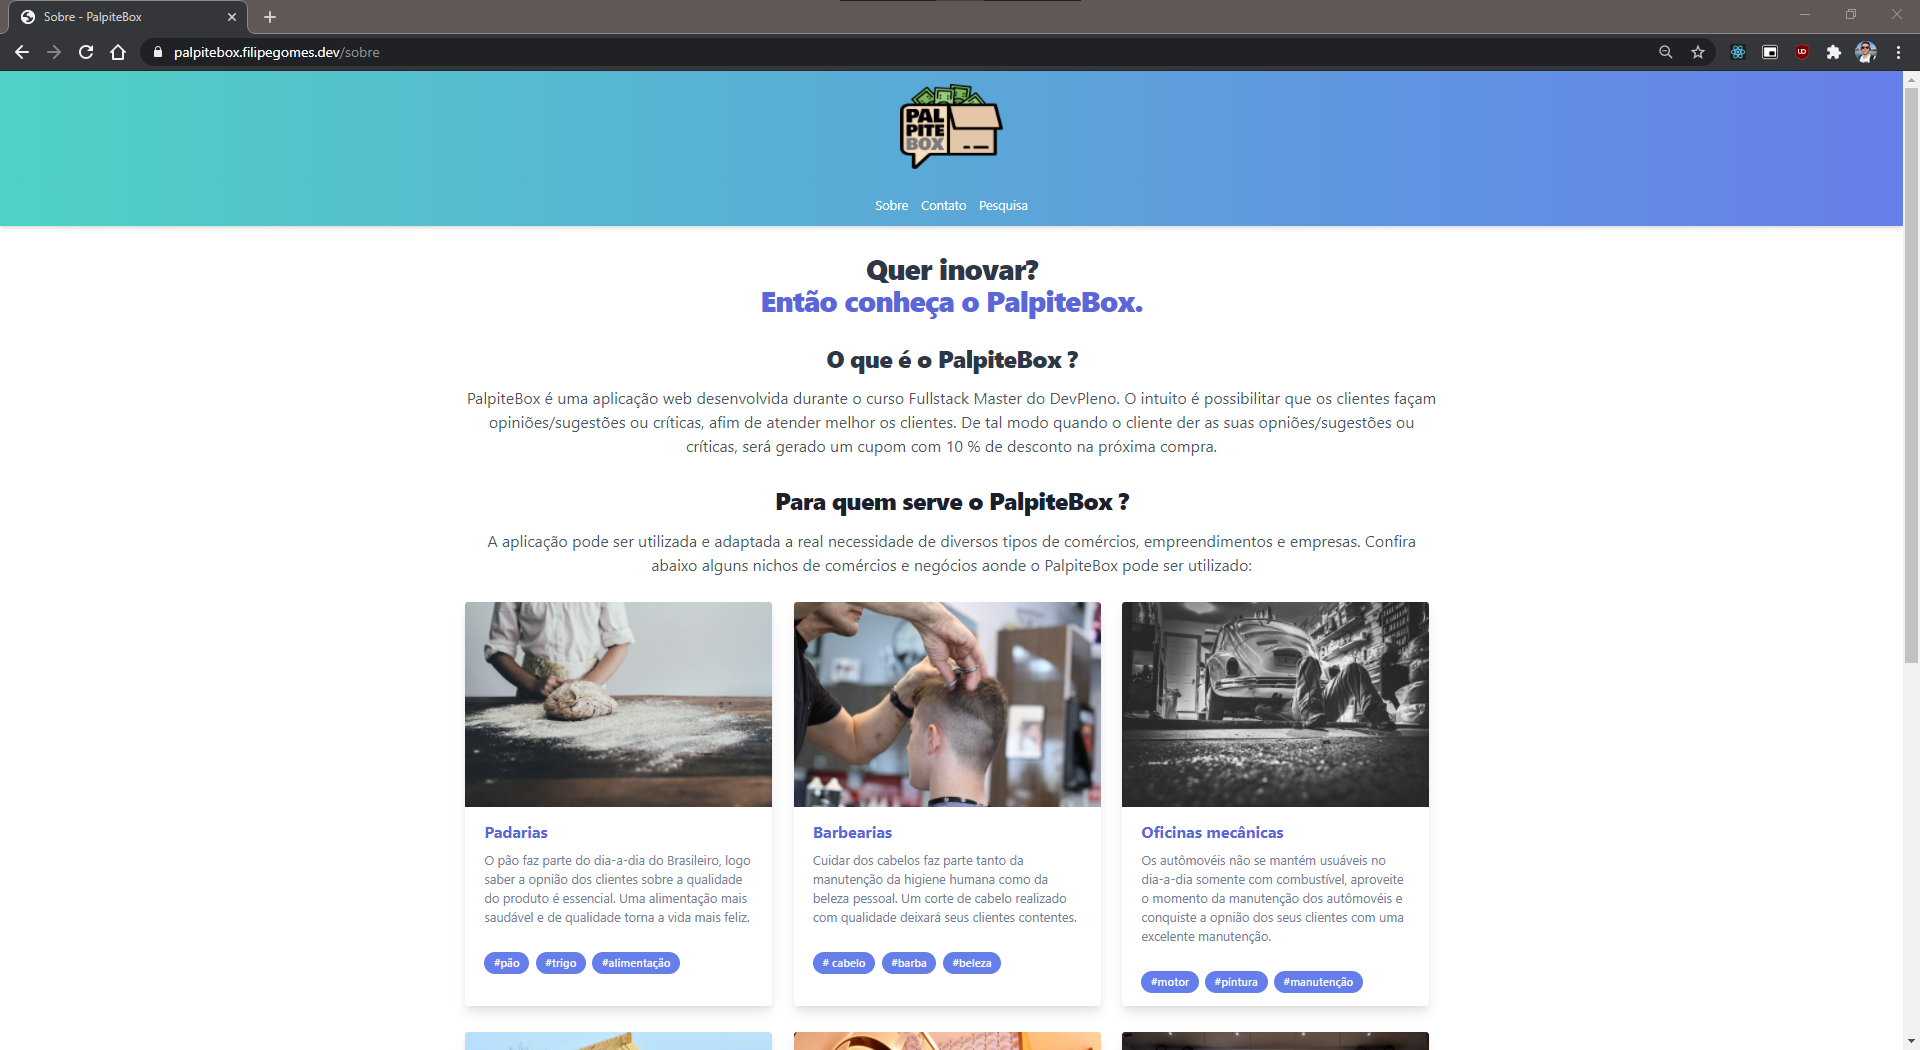 Sobre - PalpiteBox
palpitebox.filipegomes.dev/sobre
PAL
PITE
BOX
Sobre Contato Pesquisa
Quer inovar?
Então conheça o PalpiteBox.
O que é o PalpiteBox ?
PalpiteBox é uma aplicação web desenvolvida durante o curso Fullstack Master do DevPleno. O intuito é possibilitar que os clientes façam
opiniões/sugestões ou críticas, afim de atender melhor os clientes. De tal modo quando o cliente der as suas opniões/sugestões ou
críticas, será gerado um cupom com 10 % de desconto na próxima compra.
Para quem serve o PalpiteBox ?
A aplicação pode ser utilizada e adaptada a real necessidade de diversos tipos de comércios, empreendimentos e empresas. Confira
abaixo alguns nichos de comércios e negócios aonde o PalpiteBox pode ser utilizado:
Padarias
O pão faz parte do dia-a-dia do Brasileiro, logo
saber a opnião dos clientes sobre a qualidade
do produto é essencial. Uma alimentação mais
saudável e de qualidade torna a vida mais feliz.
#pão #trigo #alimentação
Barbearias
Cuidar dos cabelos faz parte tanto da
manutenção da higiene humana como da
beleza pessoal. Um corte de cabelo realizado
com qualidade deixará seus clientes contentes.
# cabelo #barba #beleza
Oficinas mecânicas
Os autômovéis não se mantém usuáveis no
dia-a-dia somente com combustível, aproveite
o momento da manutenção dos autômovéis e
conquiste a opnião dos seus clientes com uma
excelente manutenção.
#motor #pintura #manutenção